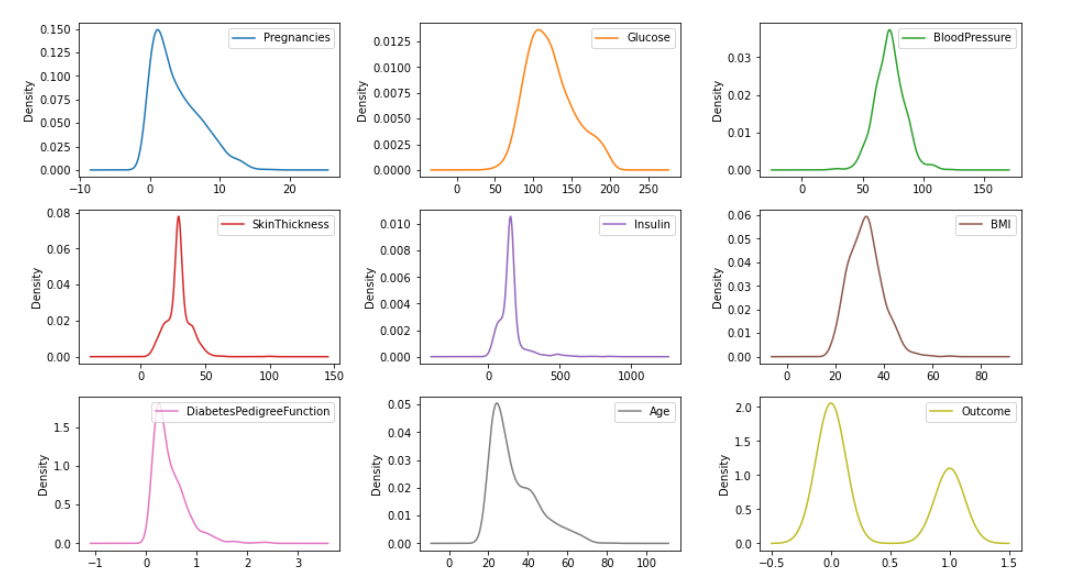 Pregnancies
Density
0.150
0.125
0.100
0.075
0.050
0.025
0.000
−10 0 10 20
Glucose
Density
0.0125
0.0100
0.0075
0.0050
0.0025
0.0000
0 50 100 150 200 250
BloodPressure
Density
0.03
0.02
0.01
0.00
0 50 100 150
SkinThickness
Density
0.08
0.06
0.04
0.02
0.00
0 50 100 150
Insulin
Density
0.010
0.008
0.006
0.004
0.002
0.000
0 500 1000
BMI
Density
0.06
0.05
0.04
0.03
0.02
0.01
0.00
0 20 40 60 80
DiabetesPedigreeFunction
Density
1.5
1.0
0.5
0.0
−1 0 1 2 3
Age
Density
0.05
0.04
0.03
0.02
0.01
0.00
0 20 40 60 80 100
Outcome
Density
2.0
1.5
1.0
0.5
0.0
−0.5 0.0 0.5 1.0 1.5